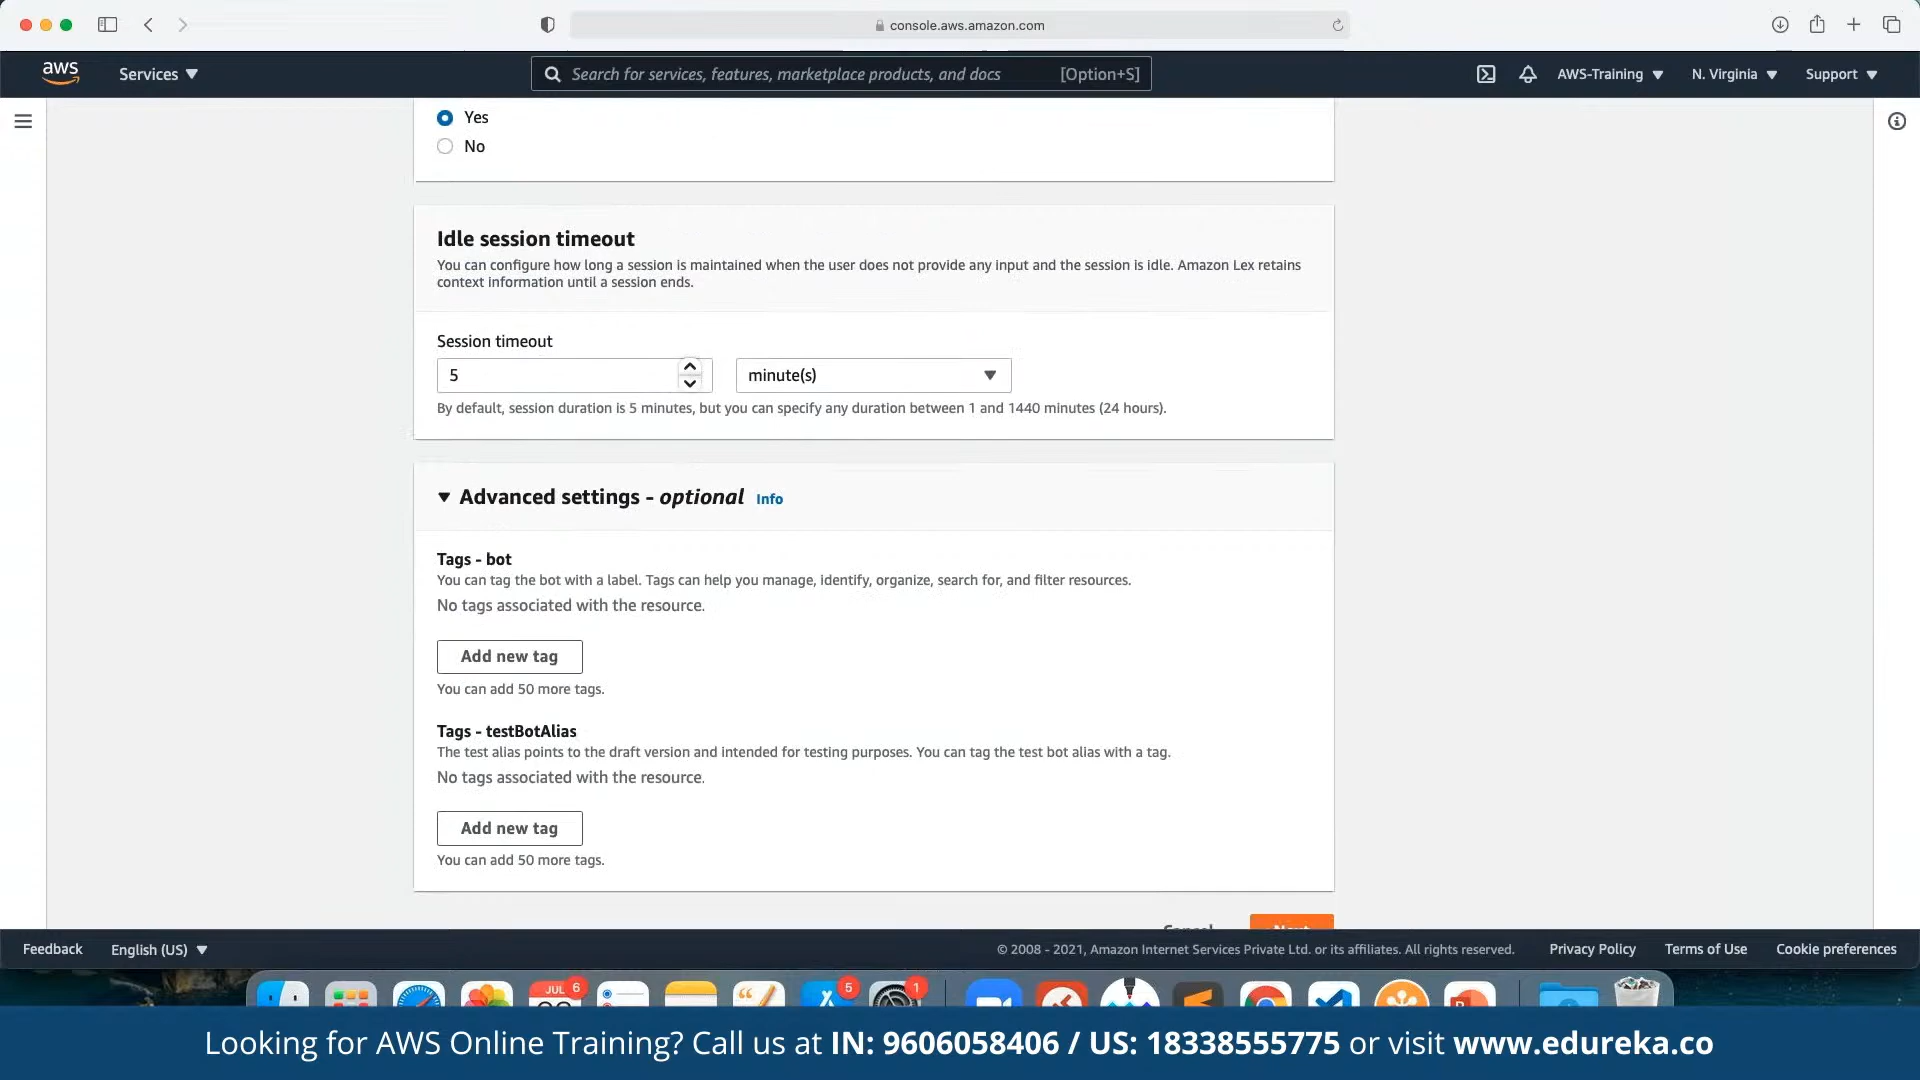 console.aws.amazon.com
aws
Services
Search for services, features, marketplace products, and docs
[Option+S]
AWS-Training
N. Virginia
Support
Yes
No
Idle session timeout
You can configure how long a session is maintained when the user does not provide any input and the session is idle. Amazon Lex retains
context information until a session ends.
Session timeout
5
minute(s)
By default, session duration is 5 minutes, but you can specify any duration between 1 and 1440 minutes (24 hours).
Advanced settings - optional Info
Tags - bot
You can tag the bot with a label. Tags can help you manage, identify, organize, search for, and filter resources.
No tags associated with the resource.
Add new tag
You can add 50 more tags.
Tags - testBotAlias
The test alias points to the draft version and intended for testing purposes. You can tag the test bot alias with a tag.
No tags associated with the resource.
Add new tag
You can add 50 more tags.
Cancel
Next
Feedback
English (US)
© 2008 - 2021, Amazon Internet Services Private Ltd. or its affiliates. All rights reserved.
Privacy Policy
Terms of Use
Cookie preferences
JUL 6
5
1
Looking for AWS Online Training? Call us at IN: 9606058406 / US: 18338555775 or visit www.edureka.co